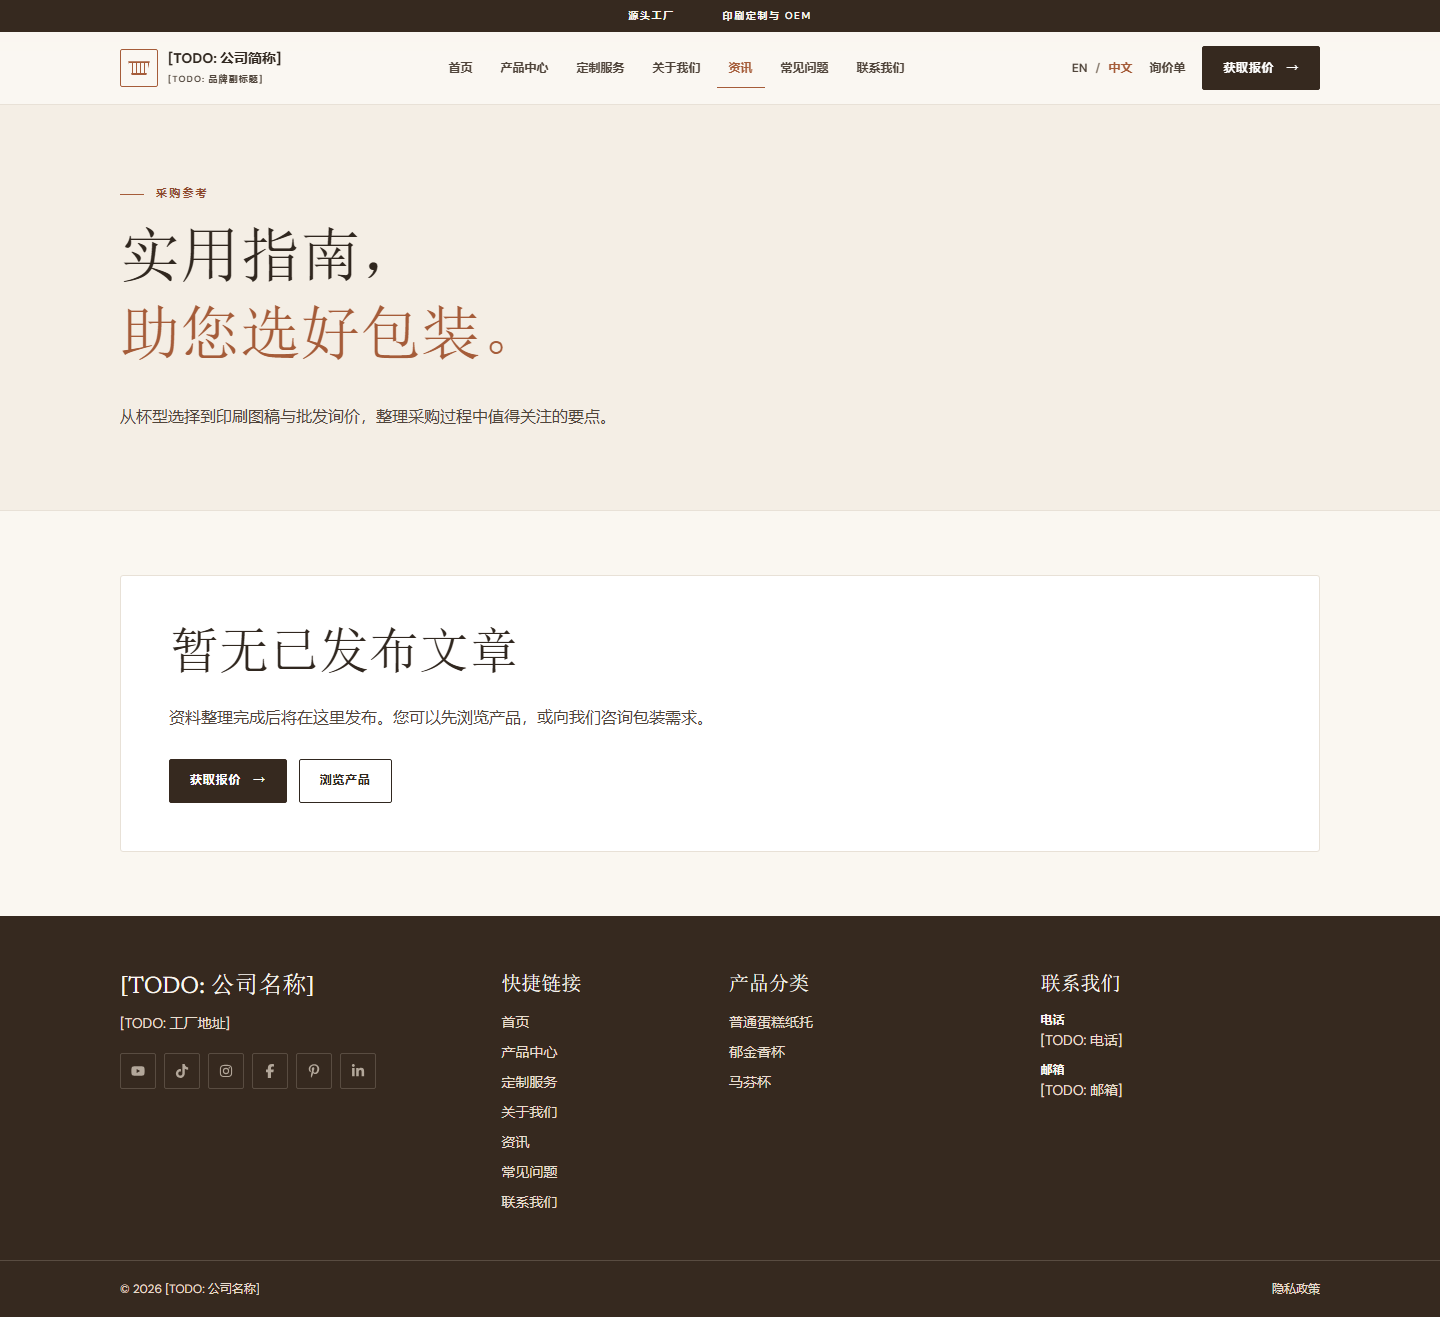 源头工厂 印刷定制与 OEM
[TODO: 公司简称]
[TODO: 品牌副标题]
首页 产品中心 定制服务 关于我们 资讯 常见问题 联系我们
EN / 中文 询价单 获取报价 →
采购参考
实用指南，
助您选好包装。
从杯型选择到印刷图稿与批发询价，整理采购过程中值得关注的要点。
暂无已发布文章
资料整理完成后将在这里发布。您可以先浏览产品，或向我们咨询包装需求。
获取报价 → 浏览产品
[TODO: 公司名称]
[TODO: 工厂地址]
快捷链接
首页
产品中心
定制服务
关于我们
资讯
常见问题
联系我们
产品分类
普通蛋糕纸托
郁金香杯
马芬杯
联系我们
电话
[TODO: 电话]
邮箱
[TODO: 邮箱]
© 2026 [TODO: 公司名称]
隐私政策